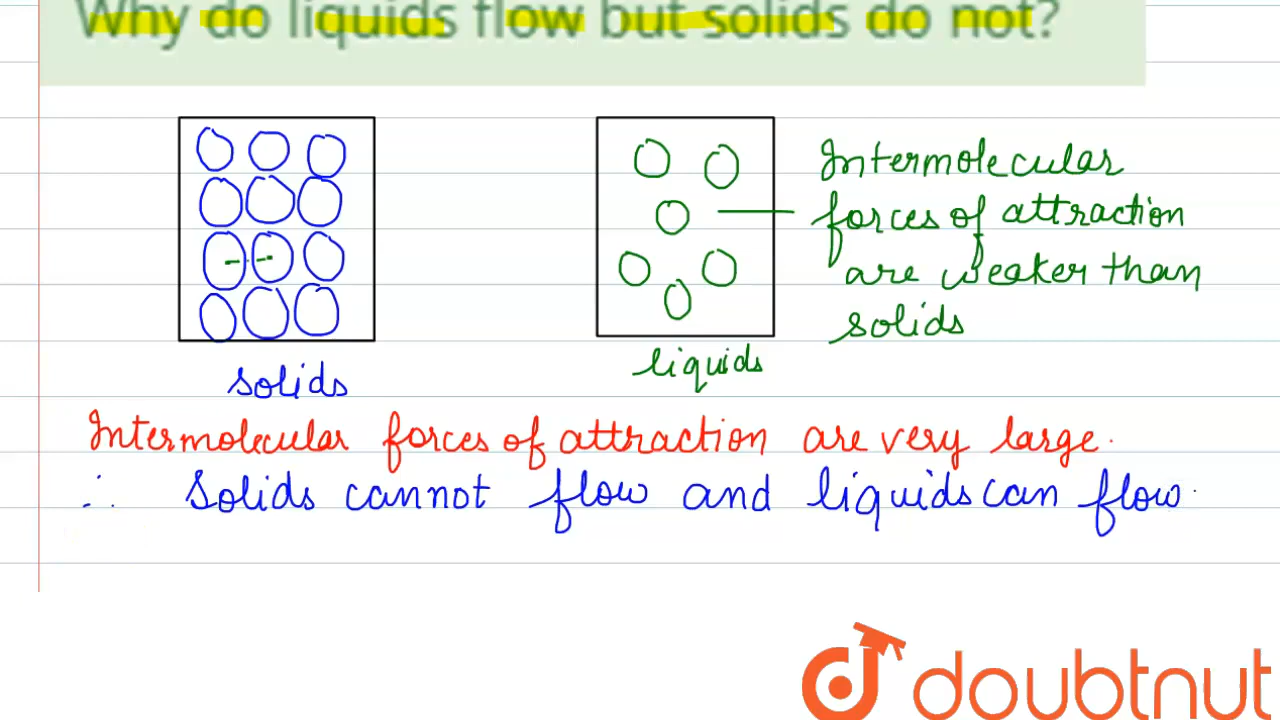 Why do liquids flow but solids do not?
Intermolecular
forces of attraction
are weaker than
solids
liquids
solids
Intermolecular forces of attraction are very large.
∴ Solids cannot flow and liquids can flow.
doubtnut